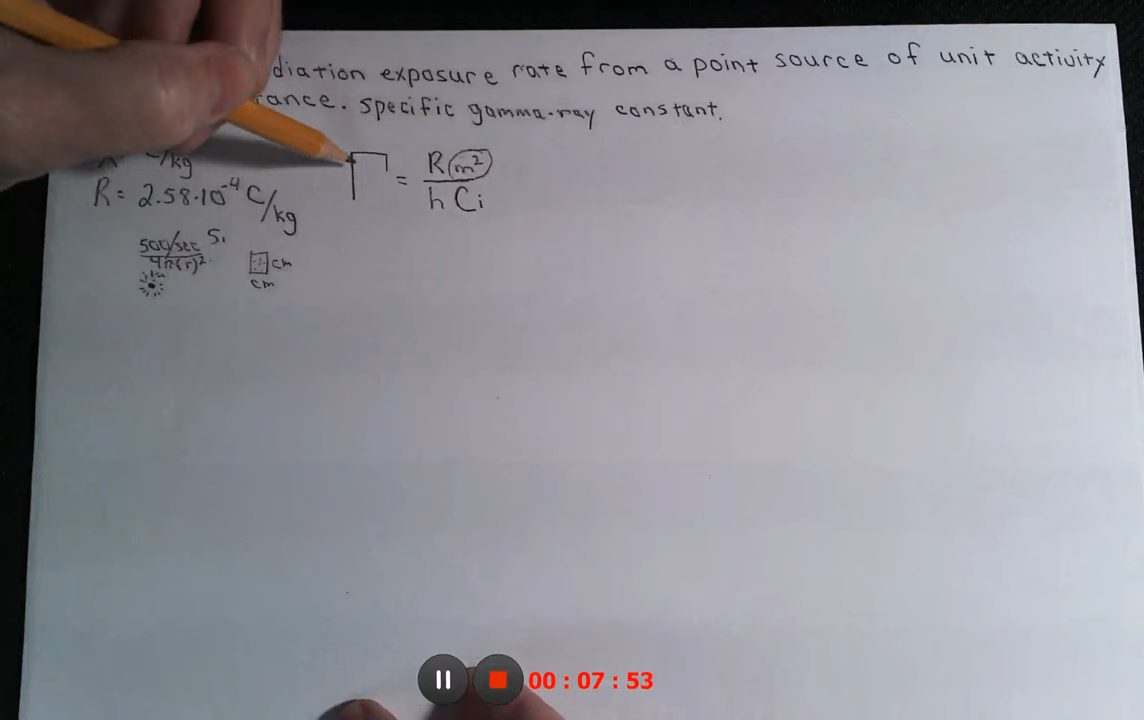 diation exposure rate from a point source of unit activity
tance. Specific gamma-ray constant.
/kg
R = 2.58·10⁻⁴ C/kg
Γ = R(m²)/h Ci
500/sec
4π(r)²
cm
cm
00 : 07 : 53